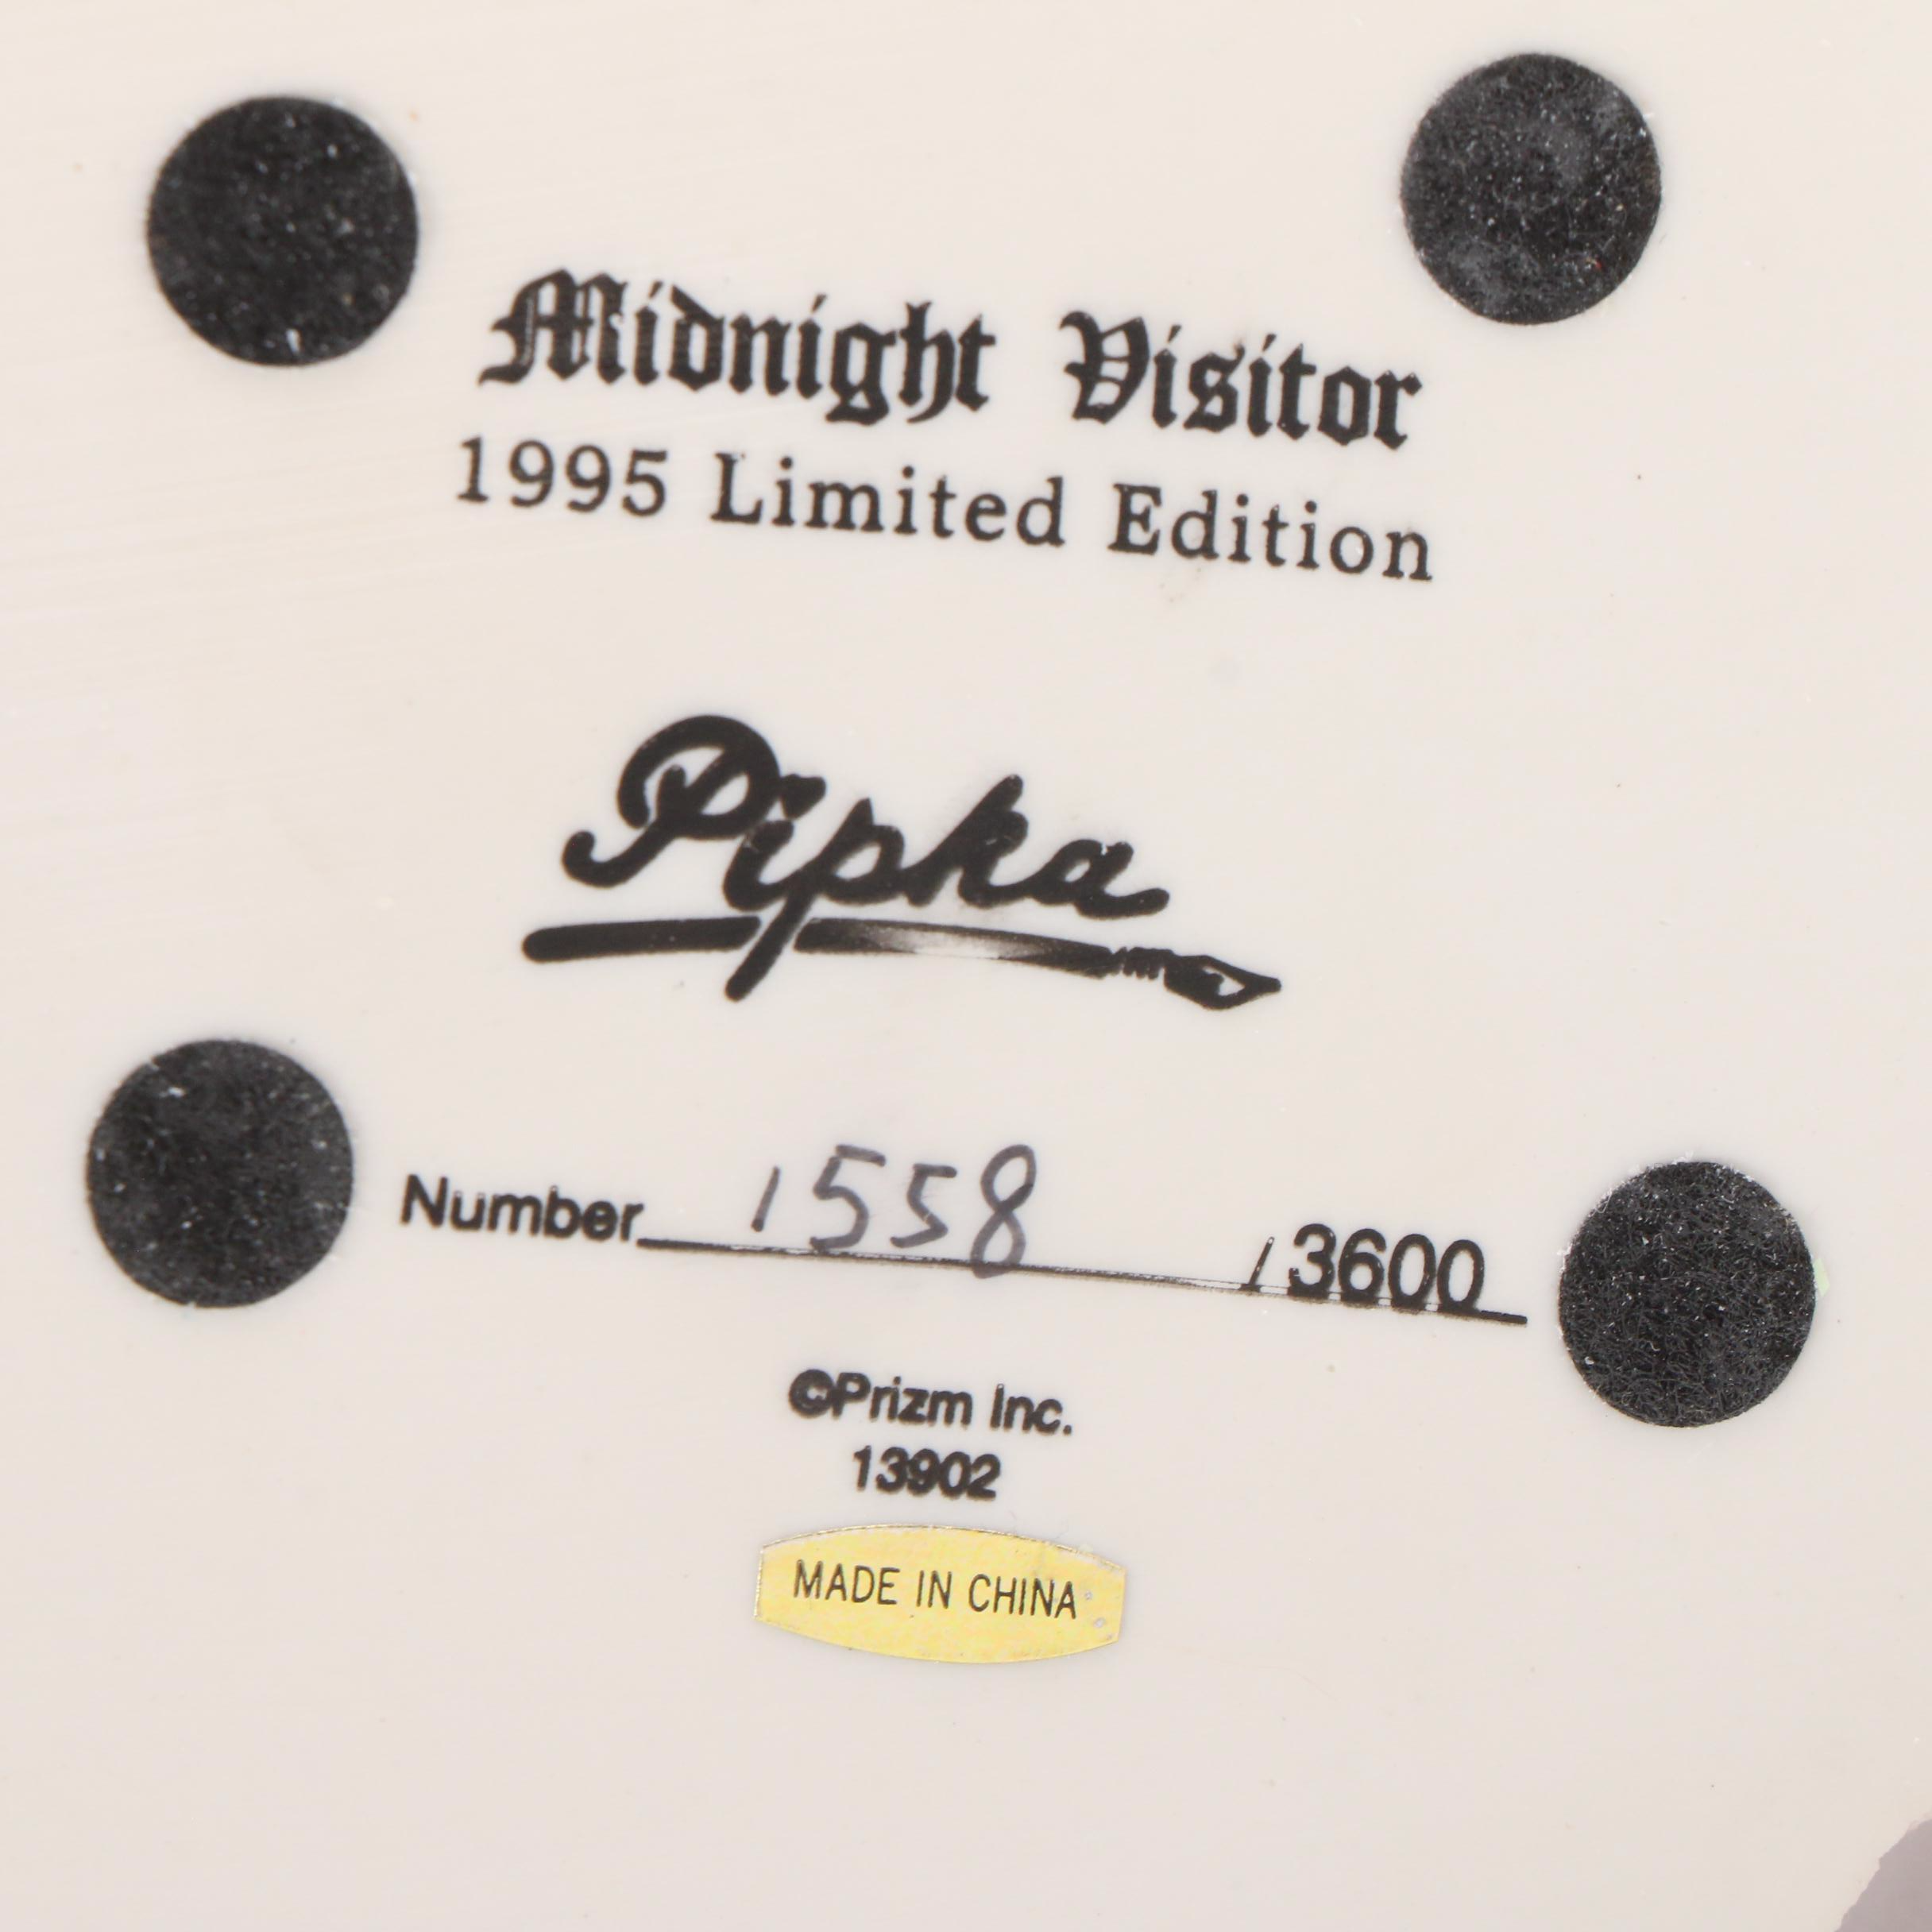 Midnight Visitor
1995 Limited Edition
Pipka
Number 1558 /3600
©Prizm Inc.
13902
MADE IN CHINA